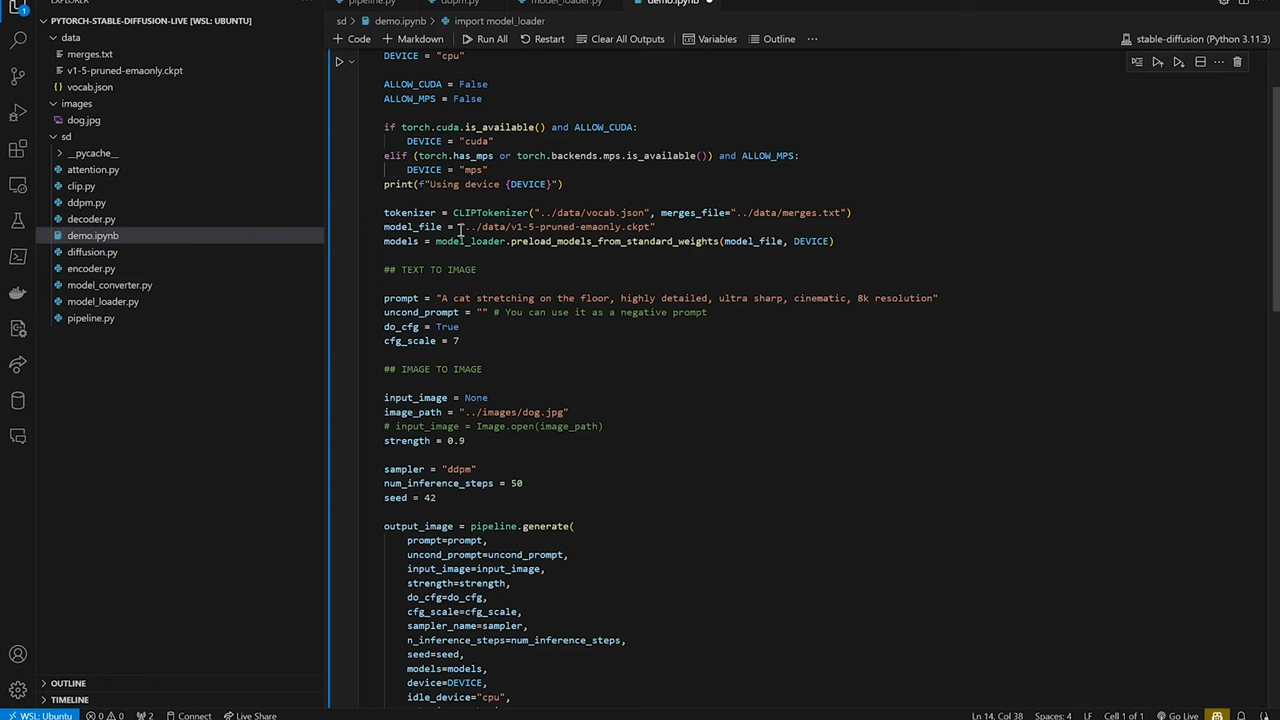 EXPLORER
pipeline.py
ddpm.py
model_loader.py
demo.ipynb
1
PYTORCH-STABLE-DIFFUSION-LIVE [WSL: UBUNTU]
data
merges.txt
v1-5-pruned-emaonly.ckpt
vocab.json
images
dog.jpg
sd
__pycache__
attention.py
clip.py
ddpm.py
decoder.py
demo.ipynb
diffusion.py
encoder.py
model_converter.py
model_loader.py
pipeline.py
OUTLINE
TIMELINE
sd > demo.ipynb > import model_loader
+ Code + Markdown Run All Restart Clear All Outputs Variables Outline ... stable-diffusion (Python 3.11.3)
DEVICE = "cpu"
ALLOW_CUDA = False
ALLOW_MPS = False
if torch.cuda.is_available() and ALLOW_CUDA:
DEVICE = "cuda"
elif (torch.has_mps or torch.backends.mps.is_available()) and ALLOW_MPS:
DEVICE = "mps"
print(f"Using device {DEVICE}")
tokenizer = CLIPTokenizer("../data/vocab.json", merges_file="../data/merges.txt")
model_file = "../data/v1-5-pruned-emaonly.ckpt"
models = model_loader.preload_models_from_standard_weights(model_file, DEVICE)
## TEXT TO IMAGE
prompt = "A cat stretching on the floor, highly detailed, ultra sharp, cinematic, 8k resolution"
uncond_prompt = "" # You can use it as a negative prompt
do_cfg = True
cfg_scale = 7
## IMAGE TO IMAGE
input_image = None
image_path = "../images/dog.jpg"
# input_image = Image.open(image_path)
strength = 0.9
sampler = "ddpm"
num_inference_steps = 50
seed = 42
output_image = pipeline.generate(
prompt=prompt,
uncond_prompt=uncond_prompt,
input_image=input_image,
strength=strength,
do_cfg=do_cfg,
cfg_scale=cfg_scale,
sampler_name=sampler,
n_inference_steps=num_inference_steps,
seed=seed,
models=models,
device=DEVICE,
idle_device="cpu",
WSL: Ubuntu 0 0 2 Connect Live Share Ln 14, Col 38 Spaces: 4 LF Cell 1 of 1 Go Live